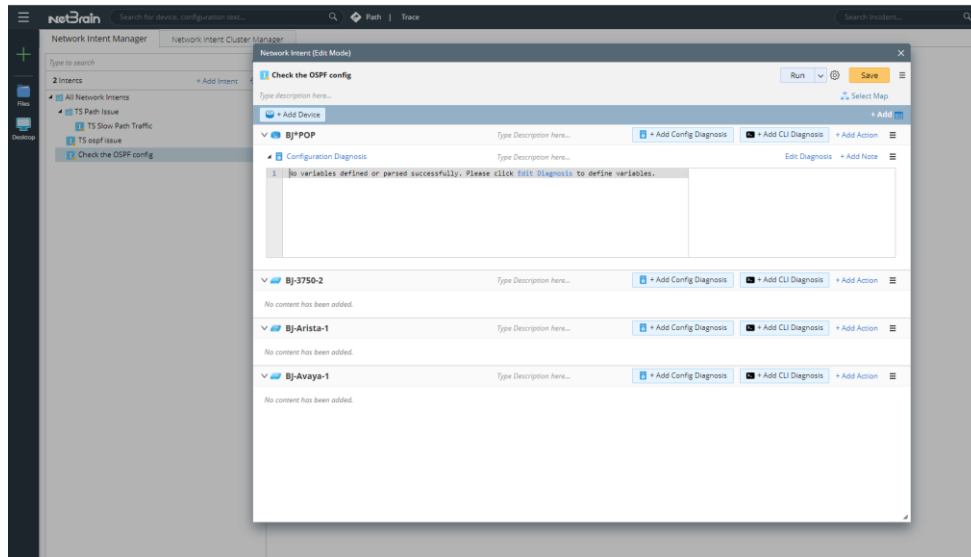 NetBrain Search for device, configuration text... Path | Trace Search Incident...
Network Intent Manager Network Intent Cluster Manager
Type to search
2 Intents + Add Intent
Files
All Network Intents
TS Path Issue
TS Slow Path Traffic
Desktop
TS ospf issue
Check the OSPF config
Network Intent (Edit Mode)
Check the OSPF config Run Save
Type description here... Select Map
+ Add Device + Add
BJ*POP Type Description here... + Add Config Diagnosis + Add CLI Diagnosis + Add Action
Configuration Diagnosis Type Description here... Edit Diagnosis + Add Note
1 No variables defined or parsed successfully. Please click Edit Diagnosis to define variables.
BJ-3750-2 Type Description here... + Add Config Diagnosis + Add CLI Diagnosis + Add Action
No content has been added.
BJ-Arista-1 Type Description here... + Add Config Diagnosis + Add CLI Diagnosis + Add Action
No content has been added.
BJ-Avaya-1 Type Description here... + Add Config Diagnosis + Add CLI Diagnosis + Add Action
No content has been added.